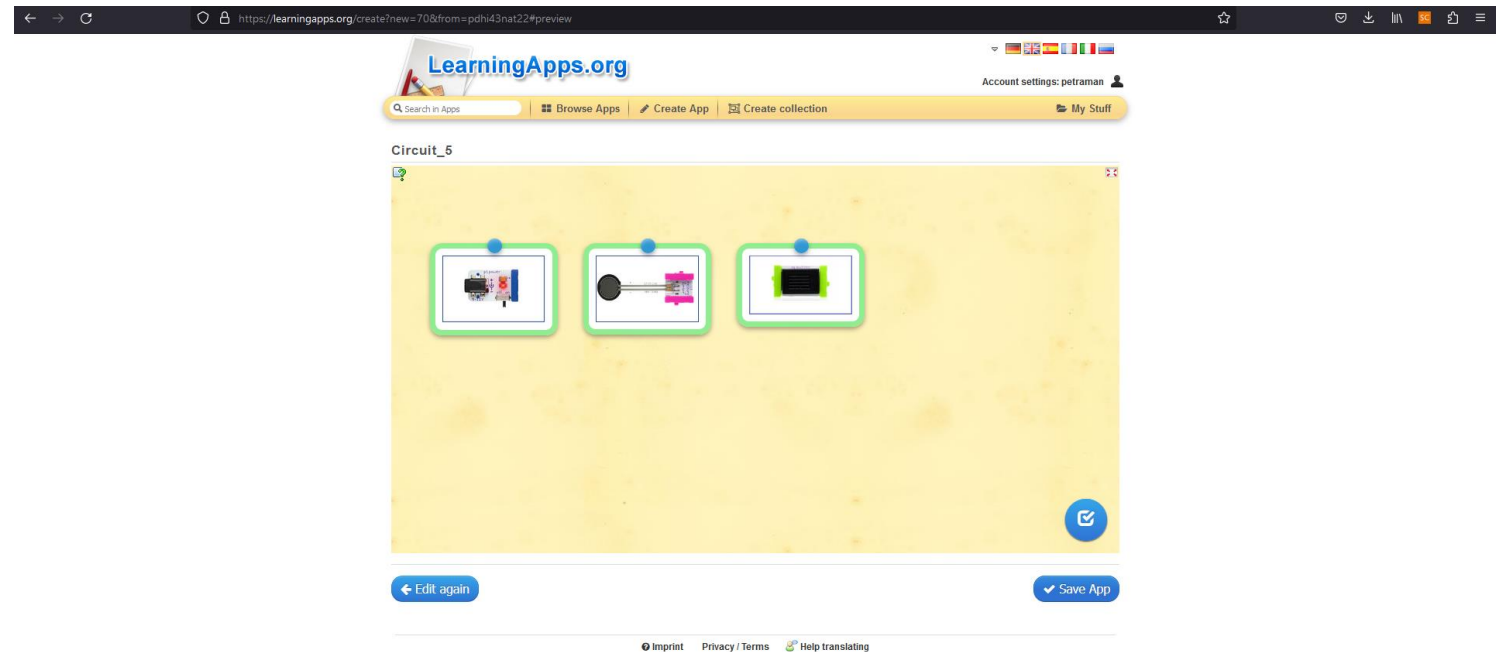 https://learningapps.org/create?new=70&from=pdhi43nat22#preview
LearningApps.org
Account settings: petraman
Search in Apps
Browse Apps
Create App
Create collection
My Stuff
Circuit_5
Edit again
Save App
Imprint
Privacy / Terms
Help translating